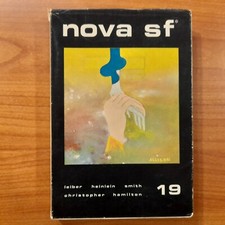 nova sf*
leiber heinlein smith
christopher hamilton
19